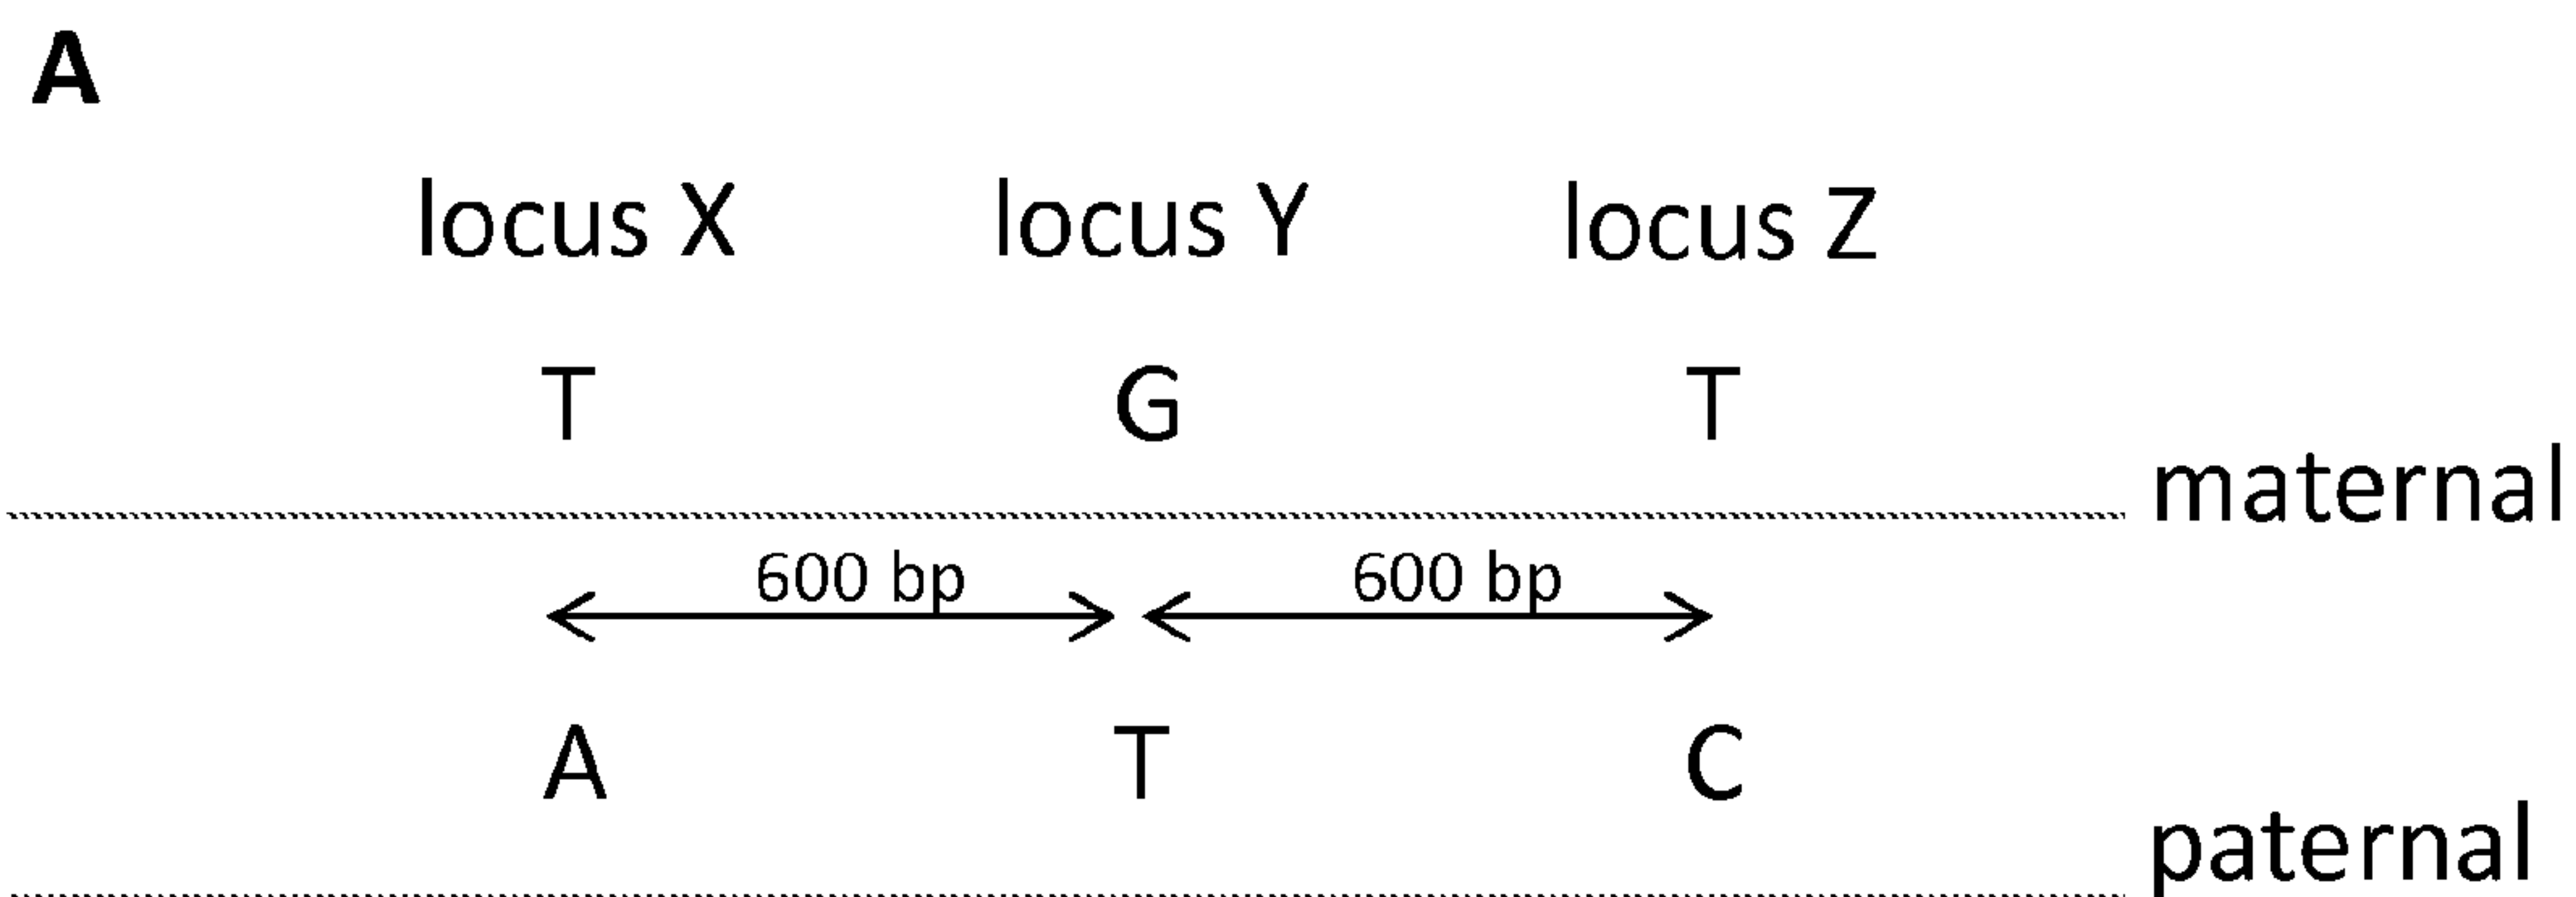 A
locus X locus Y locus Z
T G T
maternal
600 bp 600 bp
A T C
paternal